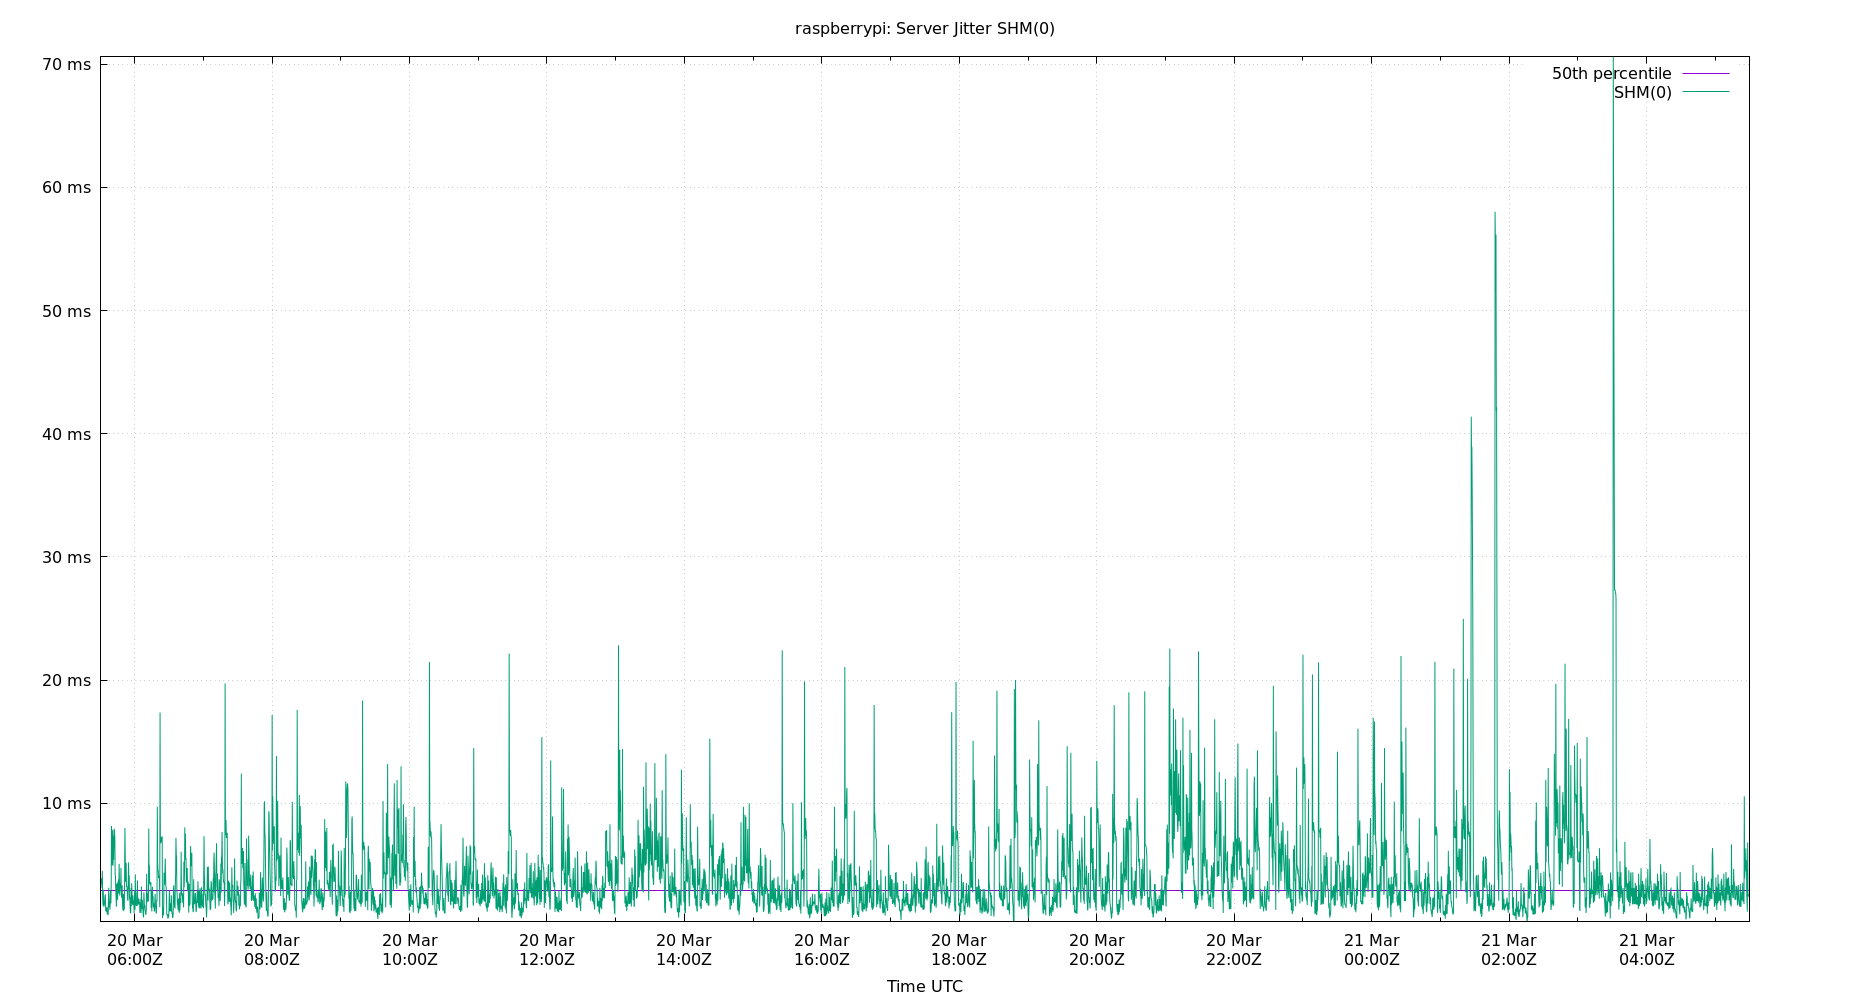 raspberrypi: Server Jitter SHM(0)
70 ms
60 ms
50 ms
40 ms
30 ms
20 ms
10 ms
50th percentile
SHM(0)
20 Mar 20 Mar 20 Mar 20 Mar 20 Mar 20 Mar 20 Mar 20 Mar 20 Mar 21 Mar 21 Mar 21 Mar
06:00Z 08:00Z 10:00Z 12:00Z 14:00Z 16:00Z 18:00Z 20:00Z 22:00Z 00:00Z 02:00Z 04:00Z
Time UTC